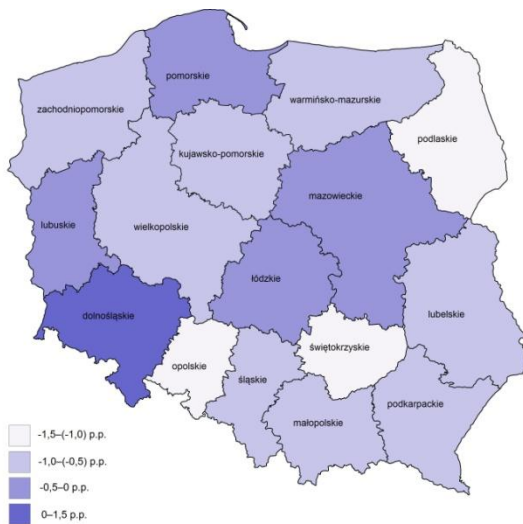 pomorskie
zachodniopomorskie
warmińsko-mazurskie
podlaskie
kujawsko-pomorskie
mazowieckie
lubuskie
wielkopolskie
łódzkie
dolnośląskie
lubelskie
świętokrzyskie
opolskie
śląskie
podkarpackie
małopolskie
-1,5–(-1,0) p.p.
-1,0–(-0,5) p.p.
-0,5–0 p.p.
0–1,5 p.p.